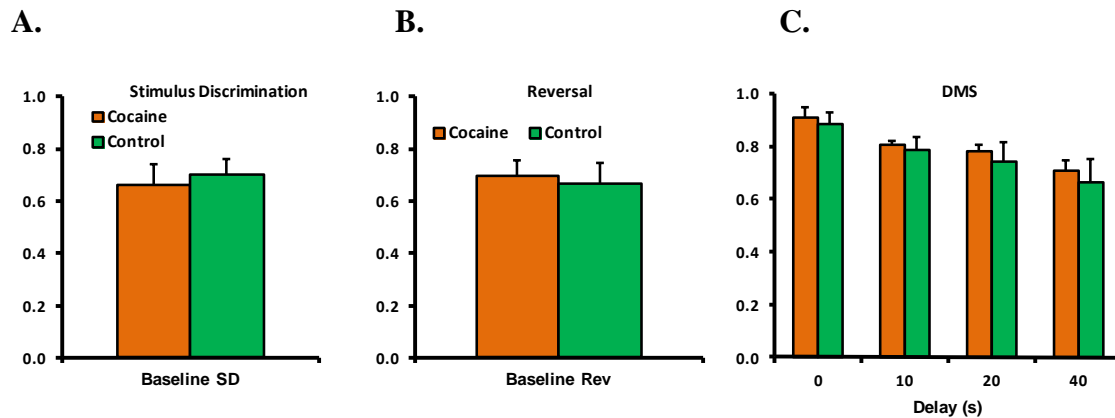 A.
B.
C.
Stimulus Discrimination
Cocaine
Control
1.0
0.8
0.6
0.4
0.2
0.0
Baseline SD
Reversal
Cocaine Control
1.0
0.8
0.6
0.4
0.2
0.0
Baseline Rev
DMS
1.0
0.8
0.6
0.4
0.2
0.0
0 10 20 40
Delay (s)